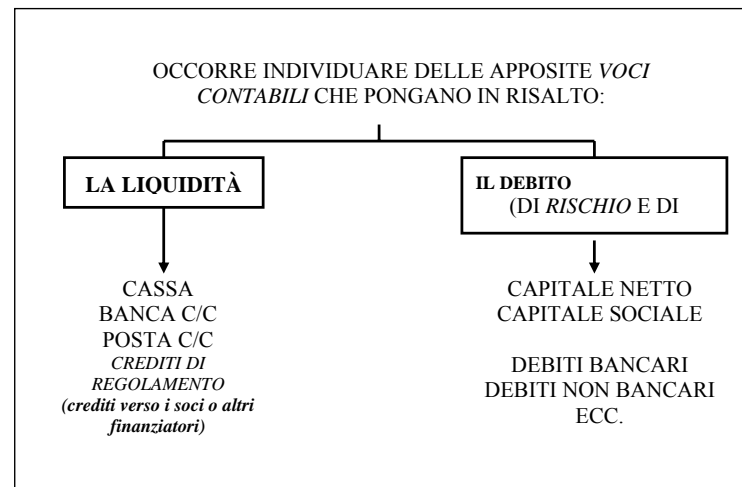 OCCORRE INDIVIDUARE DELLE APPOSITE VOCI
CONTABILI CHE PONGANO IN RISALTO:
LA LIQUIDITÀ
CASSA
BANCA C/C
POSTA C/C
CREDITI DI
REGOLAMENTO
(crediti verso i soci o altri
finanziatori)
IL DEBITO
(DI RISCHIO E DI
CAPITALE NETTO
CAPITALE SOCIALE
DEBITI BANCARI
DEBITI NON BANCARI
ECC.